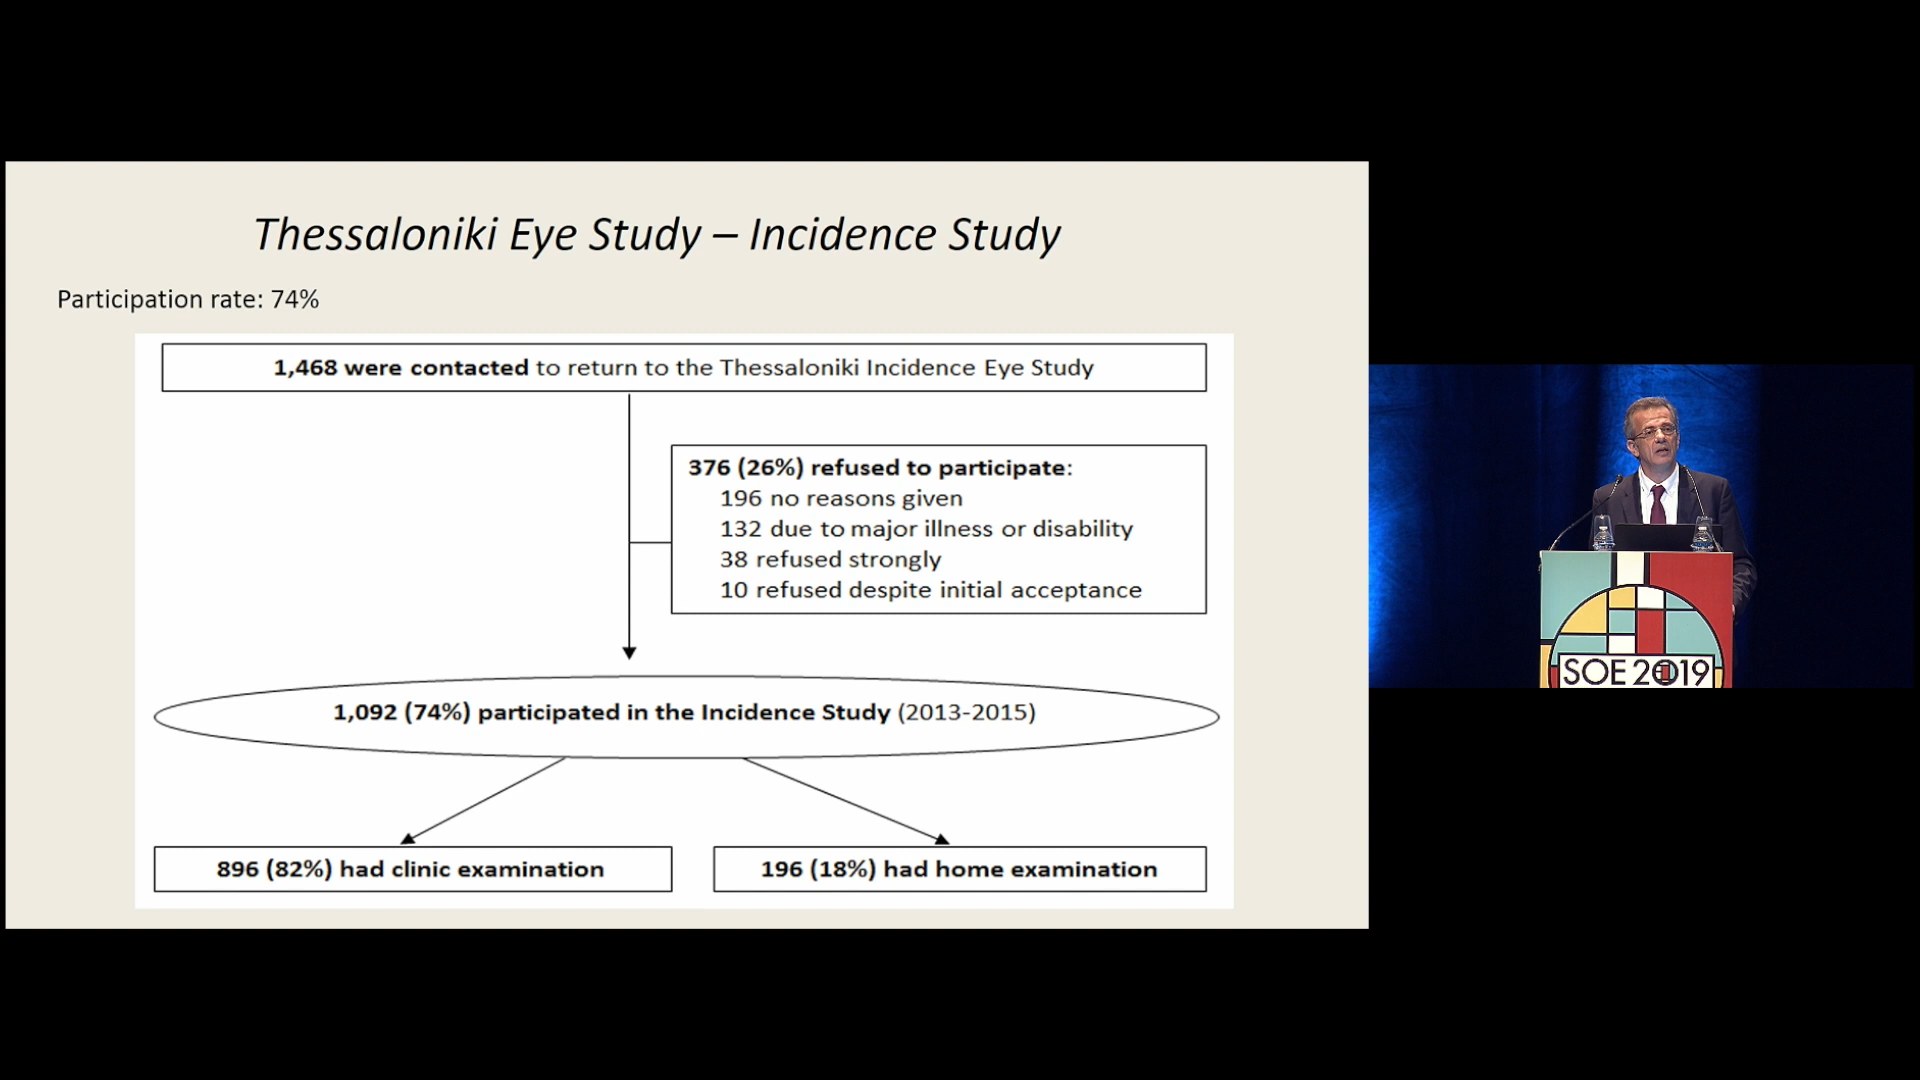 Thessaloniki Eye Study – Incidence Study
Participation rate: 74%
1,468 were contacted to return to the Thessaloniki Incidence Eye Study
376 (26%) refused to participate:
196 no reasons given
132 due to major illness or disability
38 refused strongly
10 refused despite initial acceptance
1,092 (74%) participated in the Incidence Study (2013-2015)
896 (82%) had clinic examination
196 (18%) had home examination
SOE 2019